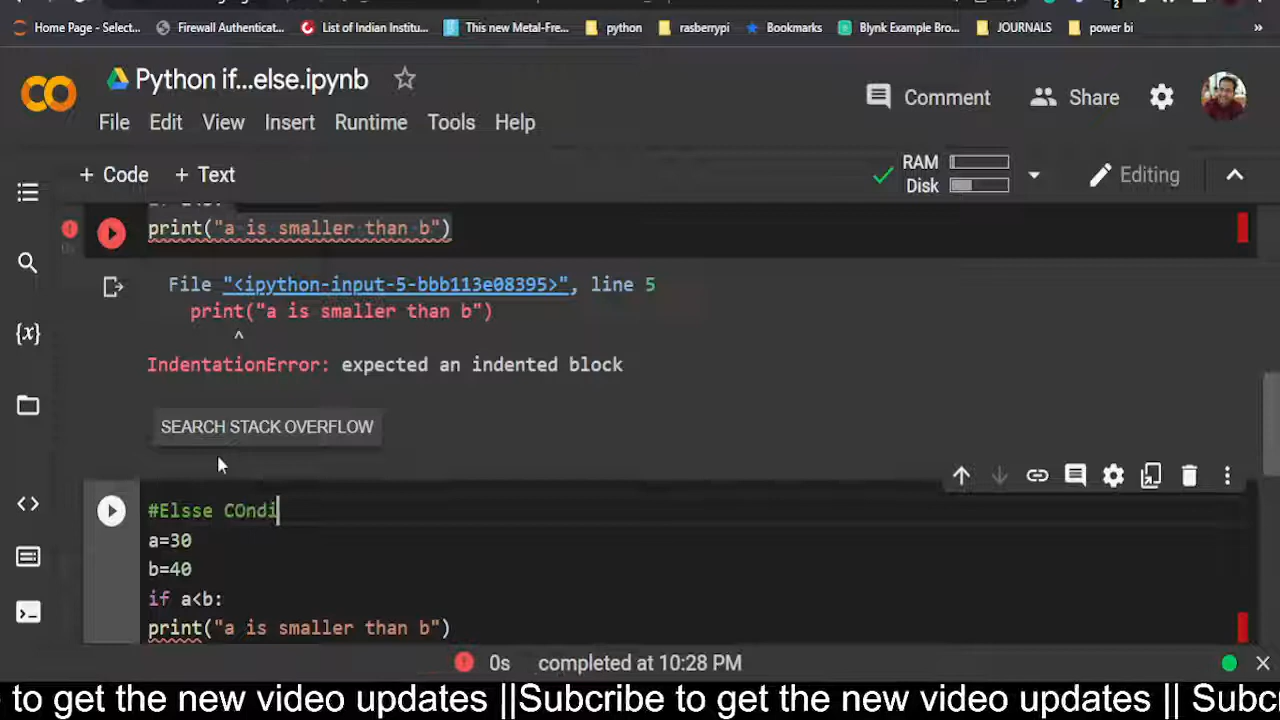 Home Page - Select...
Firewall Authenticat...
List of Indian Institu...
This new Metal-Fre...
python
rasberrypi
Bookmarks
Blynk Example Bro...
JOURNALS
power bi
»
Python if...else.ipynb
Comment
Share
File Edit View Insert Runtime Tools Help
+ Code + Text
RAM
Disk
Editing
print("a is smaller than b")
File "<ipython-input-5-bbb113e08395>", line 5
print("a is smaller than b")
^
IndentationError: expected an indented block
SEARCH STACK OVERFLOW
#Elsse COndi
a=30
b=40
if a<b:
print("a is smaller than b")
0s completed at 10:28 PM
e to get the new video updates ||Subcribe to get the new video updates || Subc